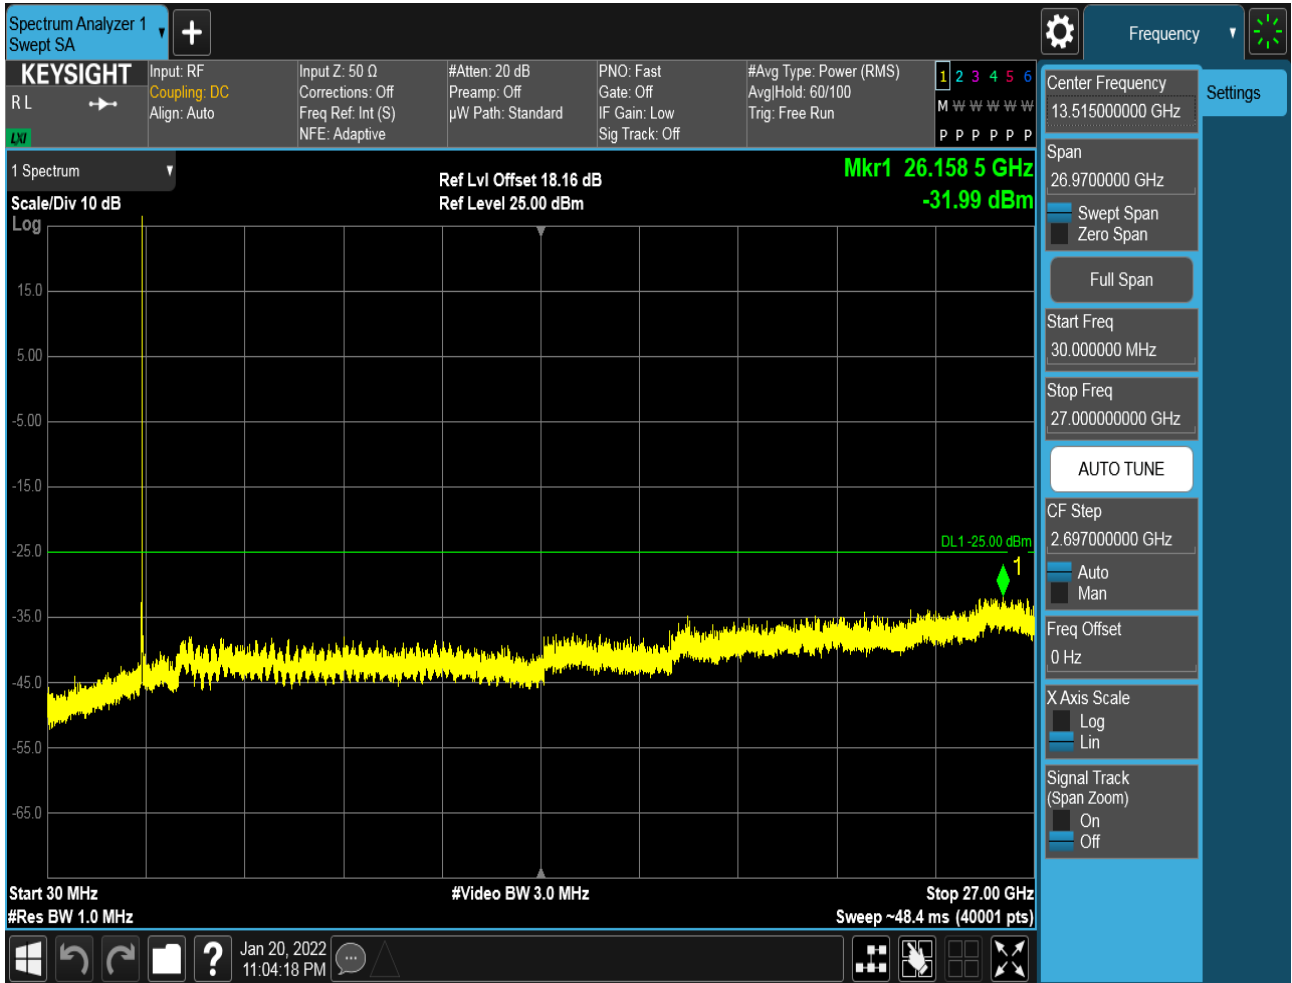 Spectrum Analyzer 1
Swept SA
Frequency
KEYSIGHT
R L
LXI
Input: RF
Coupling: DC
Align: Auto
Input Z: 50 Ω
Corrections: Off
Freq Ref: Int (S)
NFE: Adaptive
#Atten: 20 dB
Preamp: Off
µW Path: Standard
PNO: Fast
Gate: Off
IF Gain: Low
Sig Track: Off
#Avg Type: Power (RMS)
Avg|Hold: 60/100
Trig: Free Run
1 2 3 4 5 6
M W W W W W
P P P P P P
1 Spectrum
Scale/Div 10 dB
Log
Ref Lvl Offset 18.16 dB
Ref Level 25.00 dBm
Mkr1 26.158 5 GHz
-31.99 dBm
15.0
5.00
-5.00
-15.0
-25.0
-35.0
-45.0
-55.0
-65.0
DL1 -25.00 dBm
1
Start 30 MHz
#Res BW 1.0 MHz
#Video BW 3.0 MHz
Stop 27.00 GHz
Sweep ~48.4 ms (40001 pts)
Center Frequency
13.515000000 GHz
Span
26.9700000 GHz
Swept Span
Zero Span
Full Span
Start Freq
30.000000 MHz
Stop Freq
27.000000000 GHz
AUTO TUNE
CF Step
2.697000000 GHz
Auto
Man
Freq Offset
0 Hz
X Axis Scale
Log
Lin
Signal Track
(Span Zoom)
On
Off
Settings
?
Jan 20, 2022
11:04:18 PM